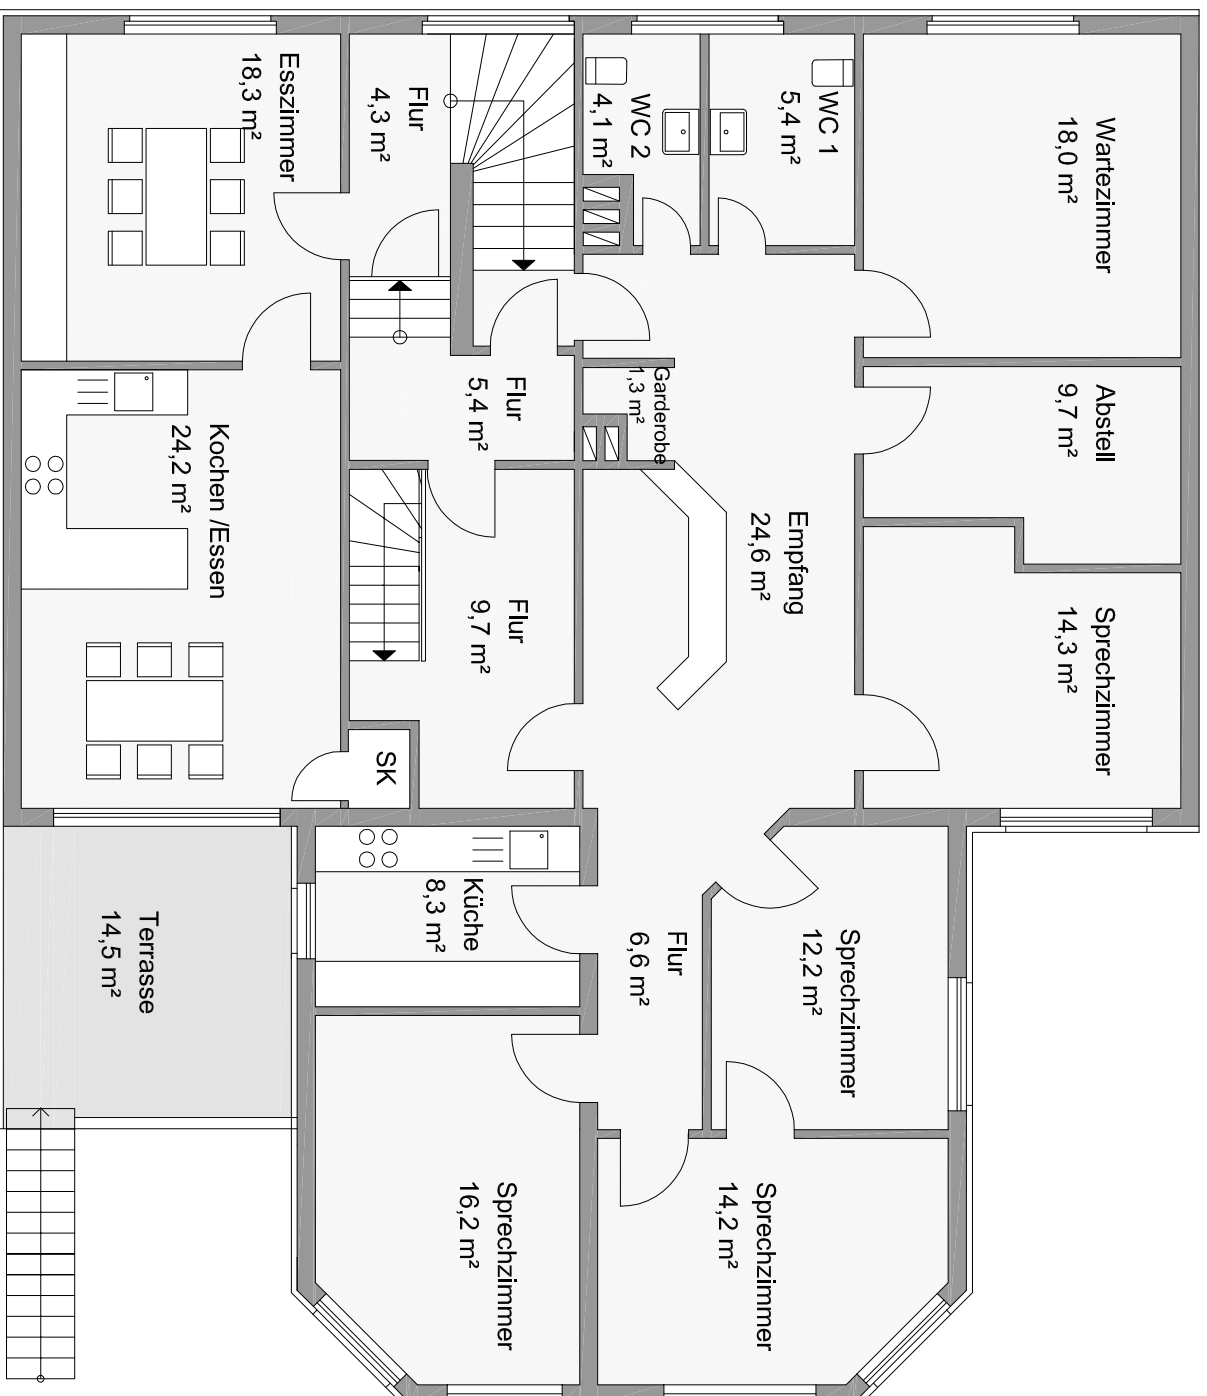 Esszimmer
18,3 m²
Flur
4,3 m²
WC 2
4,1 m²
WC 1
5,4 m²
Wartezimmer
18,0 m²
Flur
5,4 m²
Garderobe
1,3 m²
Abstell
9,7 m²
Kochen /Essen
24,2 m²
Flur
9,7 m²
Empfang
24,6 m²
Sprechzimmer
14,3 m²
SK
Terrasse
14,5 m²
Küche
8,3 m²
Flur
6,6 m²
Sprechzimmer
12,2 m²
Sprechzimmer
16,2 m²
Sprechzimmer
14,2 m²